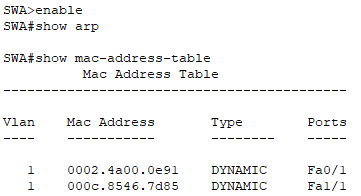 SWA>enable
SWA#show arp
SWA#show mac-address-table
Mac Address Table
-------------------------------------------
Vlan    Mac Address       Type        Ports
----    -----------       --------    -----
1    0002.4a00.0e91    DYNAMIC     Fa0/1
1    000c.8546.7d85    DYNAMIC     Fa1/1